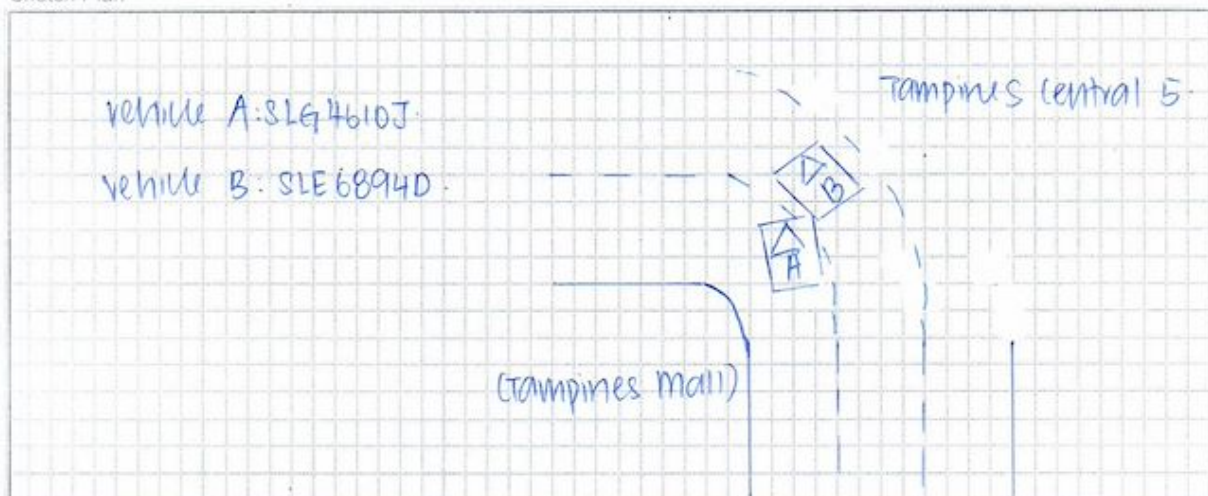 vehicle A: SLG4610J.
Tampines Central 5.
vehicle B: SLE6894D.
B
A
(Tampines Mall)